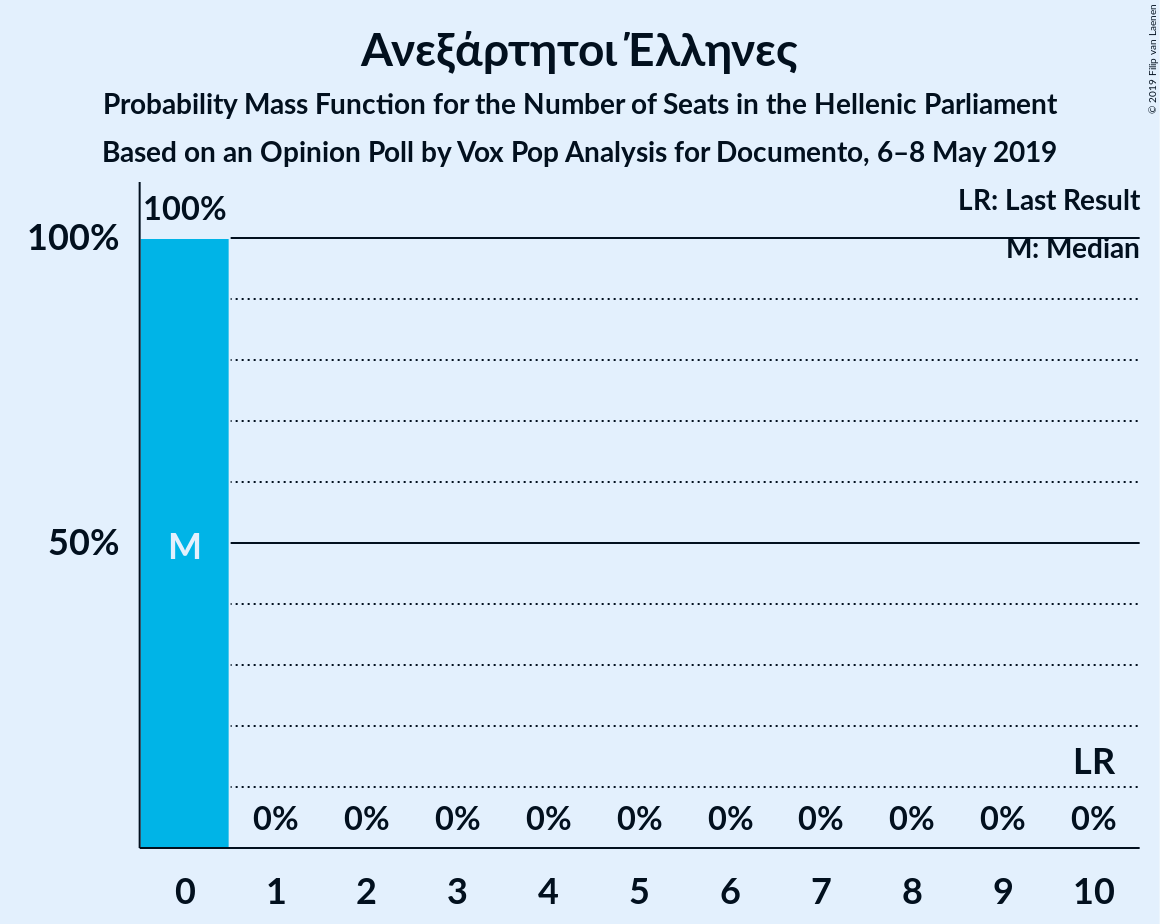 Ανεξάρτητοι Έλληνες
Probability Mass Function for the Number of Seats in the Hellenic Parliament
Based on an Opinion Poll by Vox Pop Analysis for Documento, 6–8 May 2019
© 2019 Filip van Laenen
LR: Last Result
M: Median
100%
100%
50%
M
LR
0% 0% 0% 0% 0% 0% 0% 0% 0% 0%
0 1 2 3 4 5 6 7 8 9 10